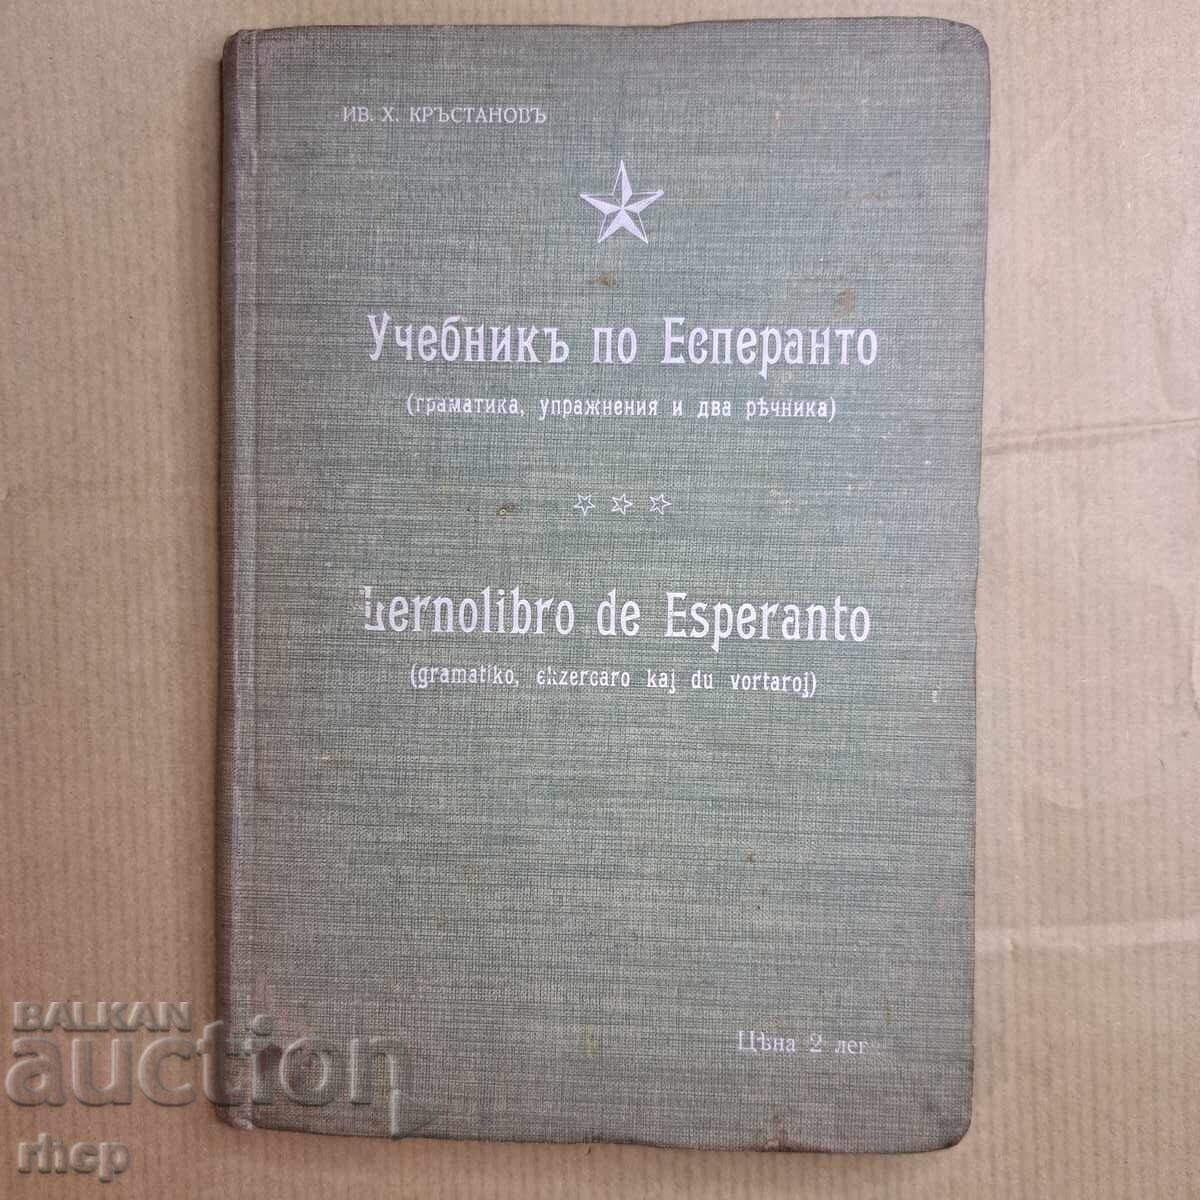 ИВ. Х. КРЪСТАНОВЪ
Учебникъ по Есперанто
(граматика, упражнения и два рѣчника)
Lernolibro de Esperanto
(gramatiko, ekzercaro kaj du vortaroj)
Цѣна 2 лег
BALKAN
auction
rhcp